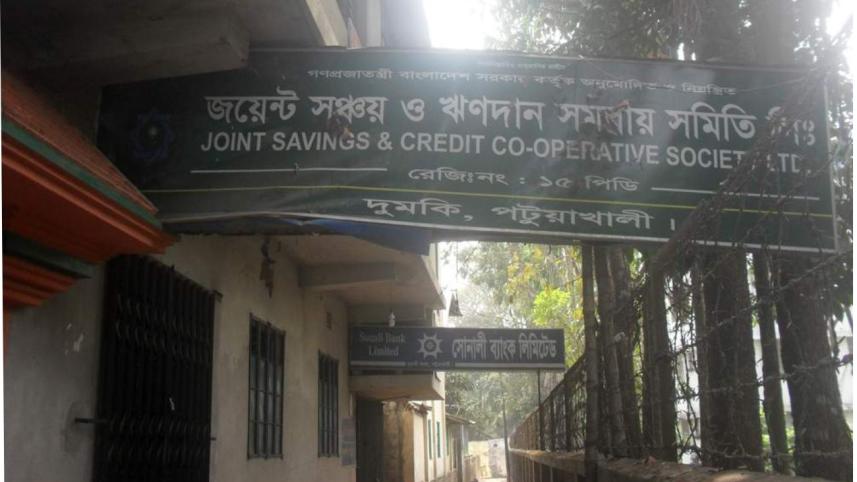 গণপ্রজাতন্ত্রী বাংলাদেশ সরকার কর্তৃক অনুমোদিত ও নিয়ন্ত্রিত
জয়েন্ট সঞ্চয় ও ঋণদান সমবায় সমিতি লিঃ
JOINT SAVINGS & CREDIT CO-OPERATIVE SOCIETY LTD.
রেজিঃনং : ১৫ পিডি
দুমকি, পটুয়াখালী ।
Sonali Bank
Limited
সোনালী ব্যাংক লিমিটেড